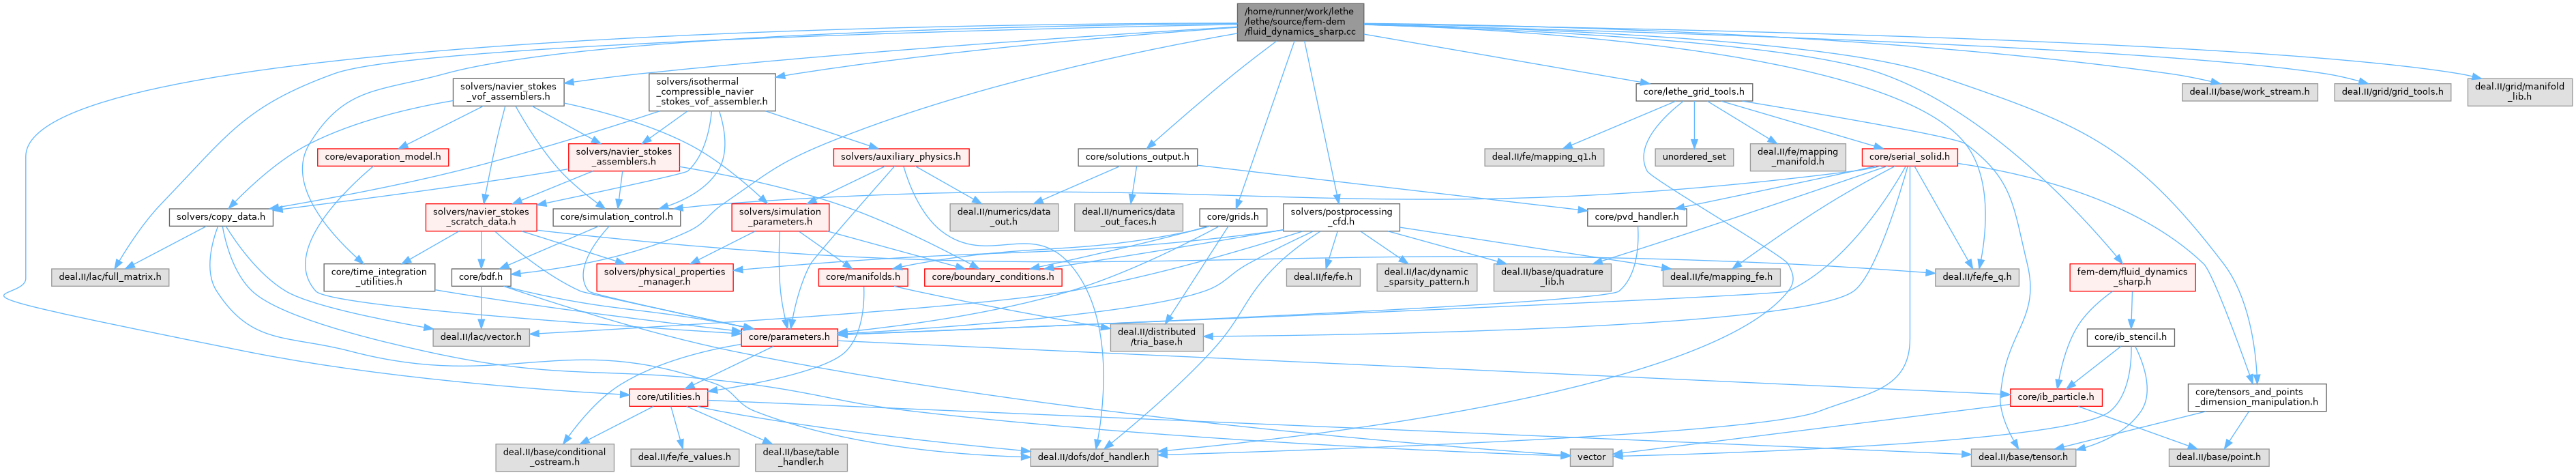 /home/runner/work/lethe
/lethe/source/fem-dem
/fluid_dynamics_sharp.cc
solvers/navier_stokes
_vof_assemblers.h
solvers/isothermal
_compressible_navier
_stokes_vof_assembler.h
core/lethe_grid_tools.h
deal.II/base/work_stream.h
deal.II/grid/grid_tools.h
deal.II/grid/manifold
_lib.h
core/evaporation_model.h
solvers/navier_stokes
_assemblers.h
solvers/auxiliary_physics.h
core/solutions_output.h
deal.II/fe/mapping_q1.h
unordered_set
deal.II/fe/mapping
_manifold.h
core/serial_solid.h
solvers/copy_data.h
solvers/navier_stokes
_scratch_data.h
core/simulation_control.h
solvers/simulation
_parameters.h
deal.II/numerics/data
_out.h
deal.II/numerics/data
_out_faces.h
core/grids.h
solvers/postprocessing
_cfd.h
core/pvd_handler.h
deal.II/lac/full_matrix.h
core/time_integration
_utilities.h
core/bdf.h
solvers/physical_properties
_manager.h
core/manifolds.h
core/boundary_conditions.h
deal.II/fe/fe.h
deal.II/lac/dynamic
_sparsity_pattern.h
deal.II/base/quadrature
_lib.h
deal.II/fe/mapping_fe.h
deal.II/fe/fe_q.h
fem-dem/fluid_dynamics
_sharp.h
deal.II/lac/vector.h
core/parameters.h
deal.II/distributed
/tria_base.h
core/ib_stencil.h
core/utilities.h
core/ib_particle.h
core/tensors_and_points
_dimension_manipulation.h
deal.II/base/conditional
_ostream.h
deal.II/fe/fe_values.h
deal.II/base/table
_handler.h
deal.II/dofs/dof_handler.h
vector
deal.II/base/tensor.h
deal.II/base/point.h